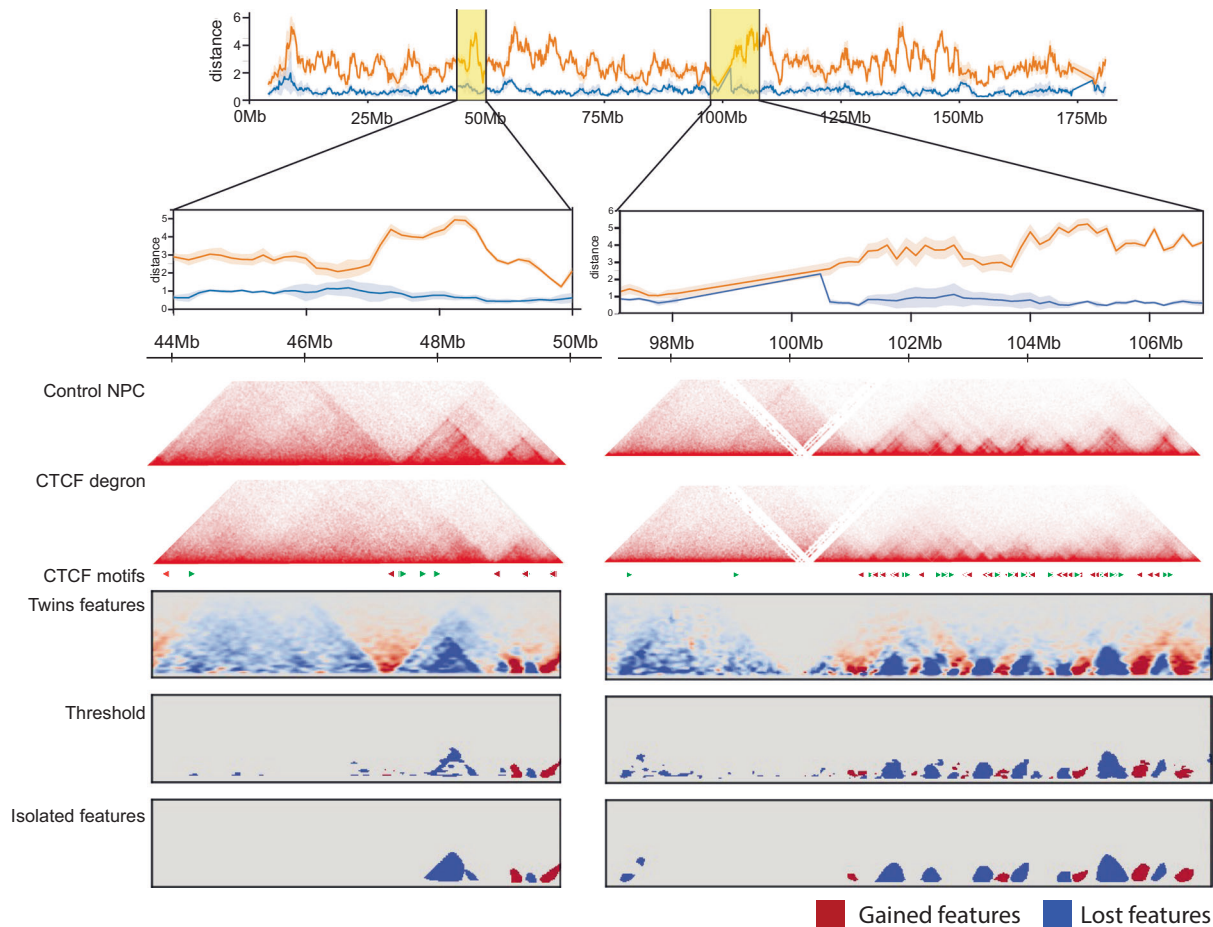 distance
6
4
2
0
0Mb 25Mb 50Mb 75Mb 100Mb 125Mb 150Mb 175Mb
distance
5
4
3
2
1
0
distance
6
5
4
3
2
1
0
44Mb 46Mb 48Mb 50Mb
98Mb 100Mb 102Mb 104Mb 106Mb
Control NPC
CTCF degron
CTCF motifs
Twins features
Threshold
Isolated features
Gained features Lost features